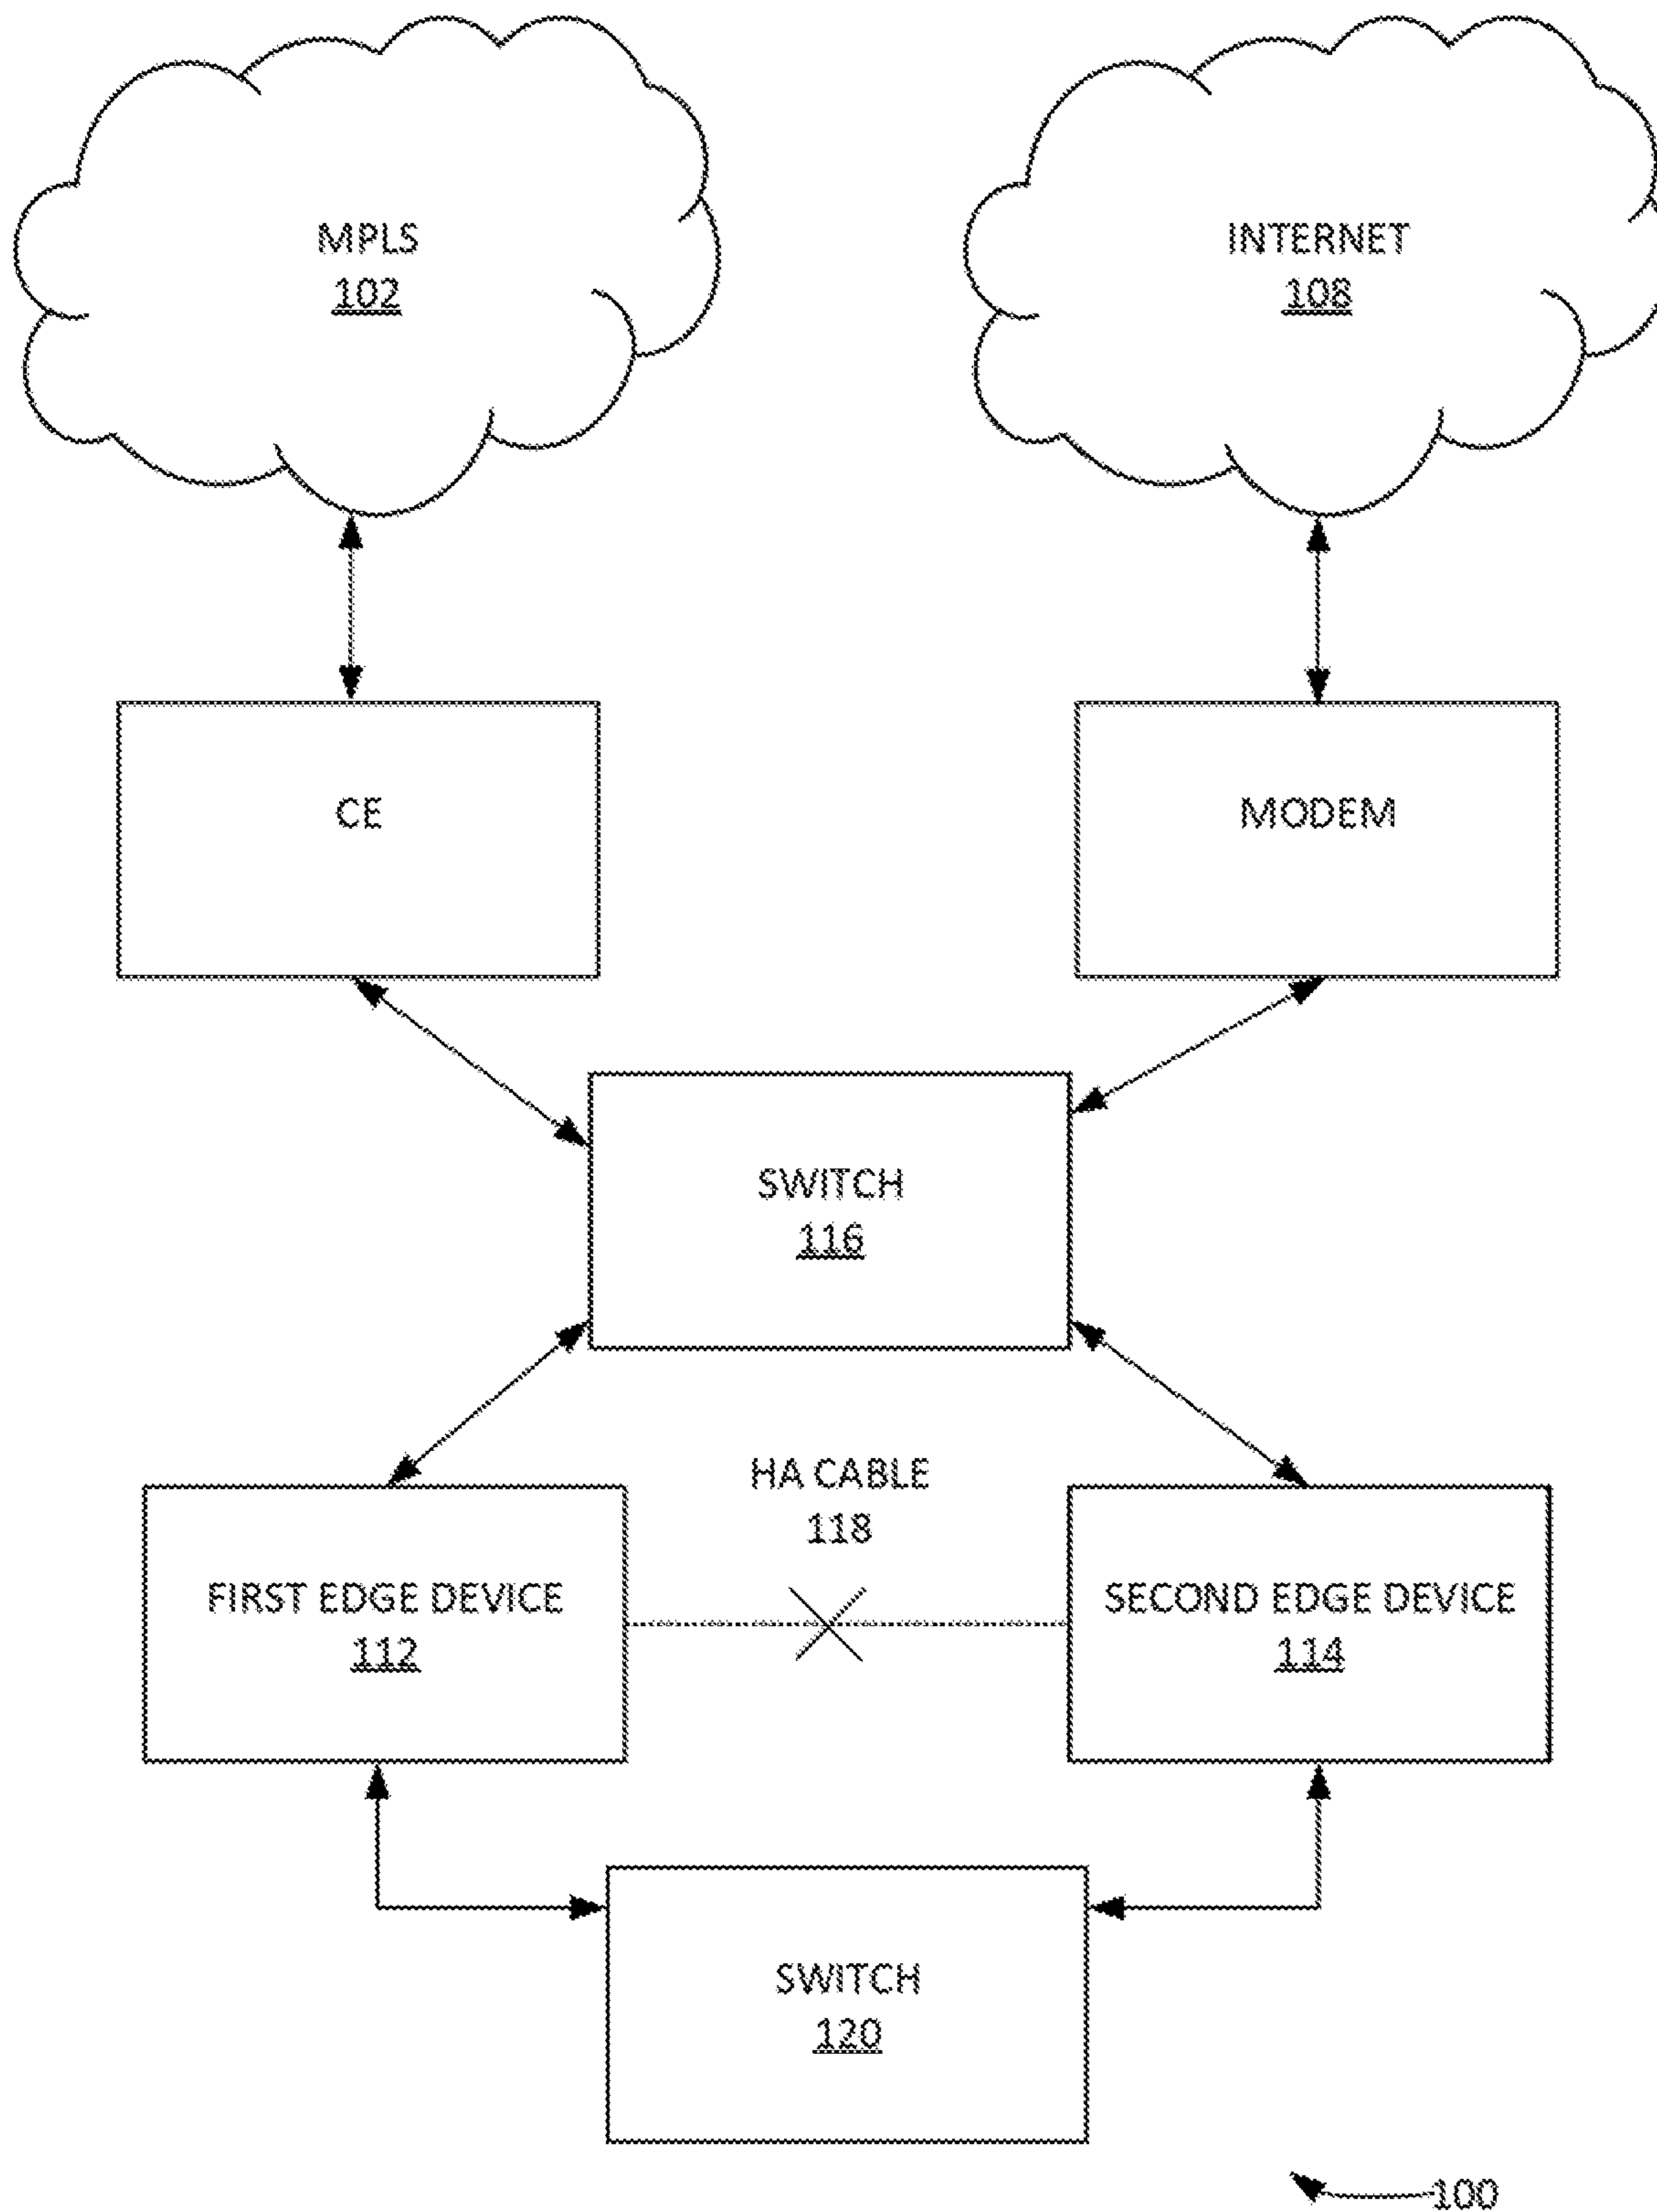 MPLS
102
INTERNET
108
CE
MODEM
SWITCH
116
HA CABLE
118
FIRST EDGE DEVICE
112
SECOND EDGE DEVICE
114
SWITCH
120
100